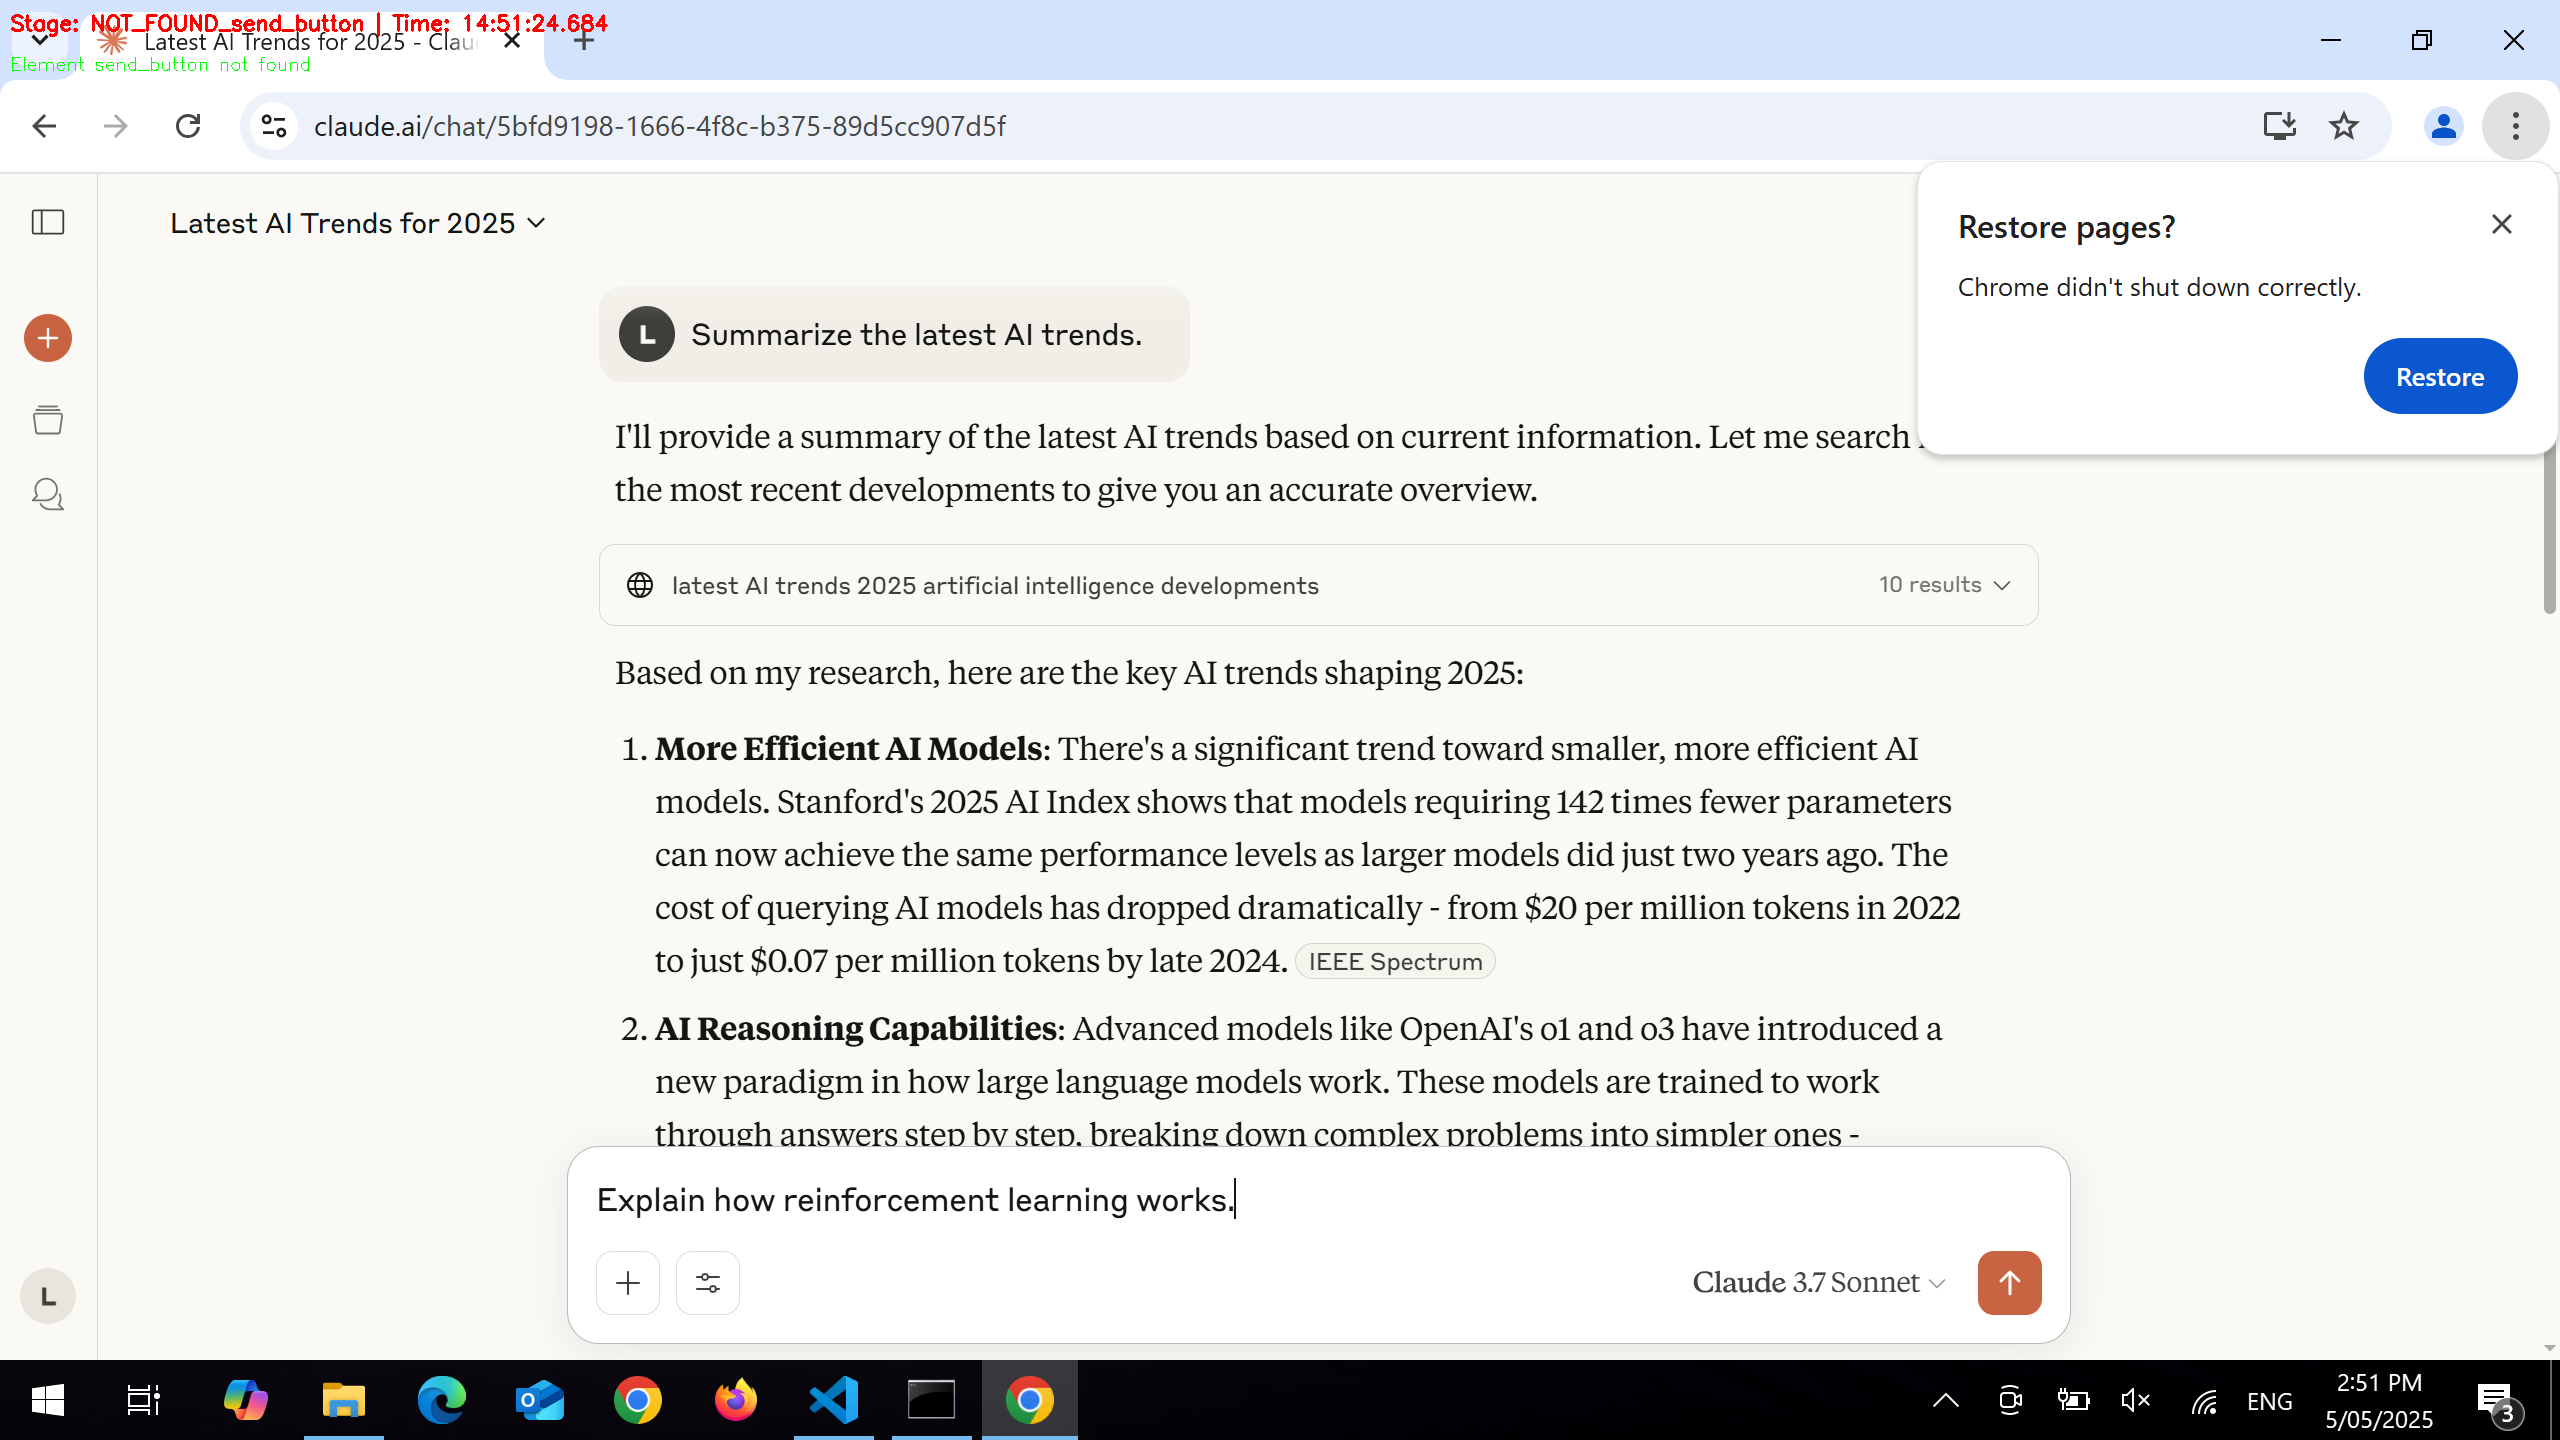 Stage: NOT_FOUND_send_button | Time: 14:51:24.684
Latest AI Trends for 2025 - Clau
Element send_button not found
claude.ai/chat/5bfd9198-1666-4f8c-b375-89d5cc907d5f
Restore pages?
Chrome didn't shut down correctly.
Restore
Latest AI Trends for 2025
L
Summarize the latest AI trends.
I'll provide a summary of the latest AI trends based on current information. Let me search
the most recent developments to give you an accurate overview.
latest AI trends 2025 artificial intelligence developments
10 results
Based on my research, here are the key AI trends shaping 2025:
1. More Efficient AI Models: There's a significant trend toward smaller, more efficient AI
models. Stanford's 2025 AI Index shows that models requiring 142 times fewer parameters
can now achieve the same performance levels as larger models did just two years ago. The
cost of querying AI models has dropped dramatically - from $20 per million tokens in 2022
to just $0.07 per million tokens by late 2024. IEEE Spectrum
2. AI Reasoning Capabilities: Advanced models like OpenAI's o1 and o3 have introduced a
new paradigm in how large language models work. These models are trained to work
through answers step by step, breaking down complex problems into simpler ones -
Explain how reinforcement learning works.
Claude 3.7 Sonnet
L
ENG
2:51 PM
5/05/2025
3